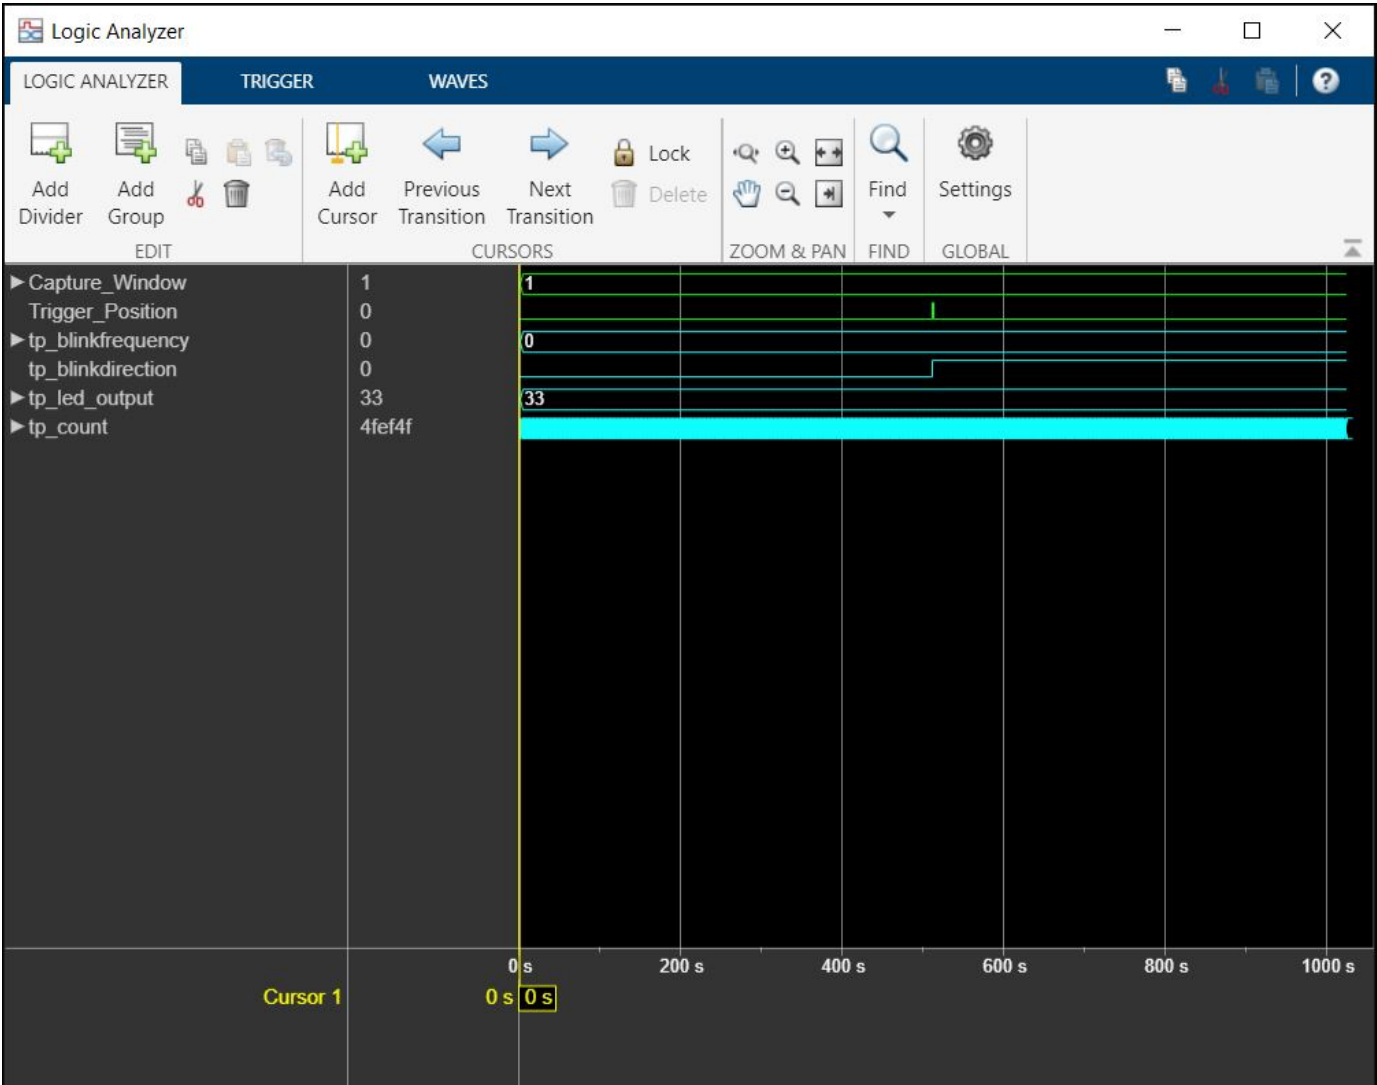 Logic Analyzer
LOGIC ANALYZER TRIGGER WAVES
Add Divider
Add Group
EDIT
Add Cursor
Previous Transition
Next Transition
Lock
Delete
CURSORS
ZOOM & PAN
Find
FIND
Settings
GLOBAL
Capture_Window 1 1
Trigger_Position 0
tp_blinkfrequency 0 0
tp_blinkdirection 0
tp_led_output 33 33
tp_count 4fef4f
0 s 200 s 400 s 600 s 800 s 1000 s
Cursor 1 0 s 0 s